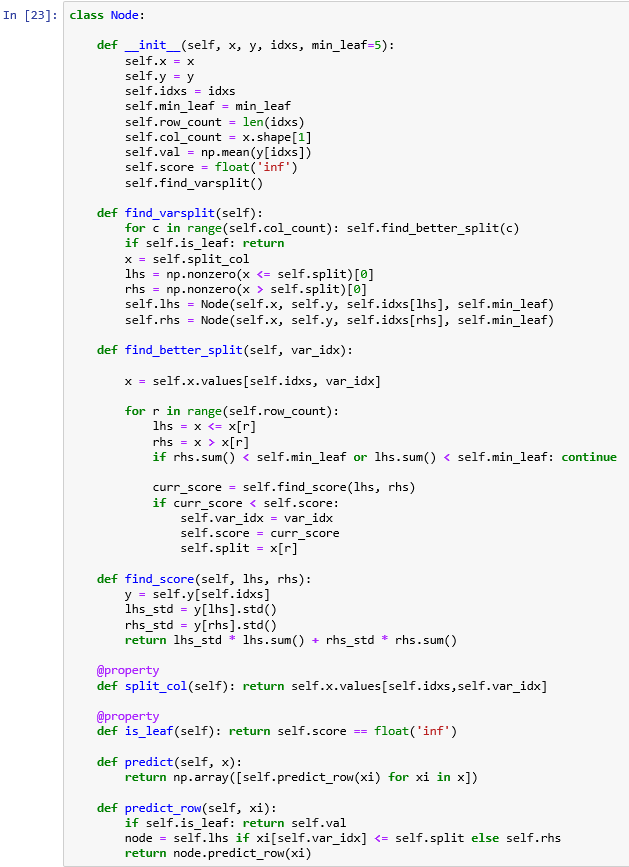 In [23]: class Node:

    def __init__(self, x, y, idxs, min_leaf=5):
        self.x = x
        self.y = y
        self.idxs = idxs
        self.min_leaf = min_leaf
        self.row_count = len(idxs)
        self.col_count = x.shape[1]
        self.val = np.mean(y[idxs])
        self.score = float('inf')
        self.find_varsplit()

    def find_varsplit(self):
        for c in range(self.col_count): self.find_better_split(c)
        if self.is_leaf: return
        x = self.split_col
        lhs = np.nonzero(x <= self.split)[0]
        rhs = np.nonzero(x > self.split)[0]
        self.lhs = Node(self.x, self.y, self.idxs[lhs], self.min_leaf)
        self.rhs = Node(self.x, self.y, self.idxs[rhs], self.min_leaf)

    def find_better_split(self, var_idx):

        x = self.x.values[self.idxs, var_idx]

        for r in range(self.row_count):
            lhs = x <= x[r]
            rhs = x > x[r]
            if rhs.sum() < self.min_leaf or lhs.sum() < self.min_leaf: continue

            curr_score = self.find_score(lhs, rhs)
            if curr_score < self.score:
                self.var_idx = var_idx
                self.score = curr_score
                self.split = x[r]

    def find_score(self, lhs, rhs):
        y = self.y[self.idxs]
        lhs_std = y[lhs].std()
        rhs_std = y[rhs].std()
        return lhs_std * lhs.sum() + rhs_std * rhs.sum()

    @property
    def split_col(self): return self.x.values[self.idxs,self.var_idx]

    @property
    def is_leaf(self): return self.score == float('inf')

    def predict(self, x):
        return np.array([self.predict_row(xi) for xi in x])

    def predict_row(self, xi):
        if self.is_leaf: return self.val
        node = self.lhs if xi[self.var_idx] <= self.split else self.rhs
        return node.predict_row(xi)